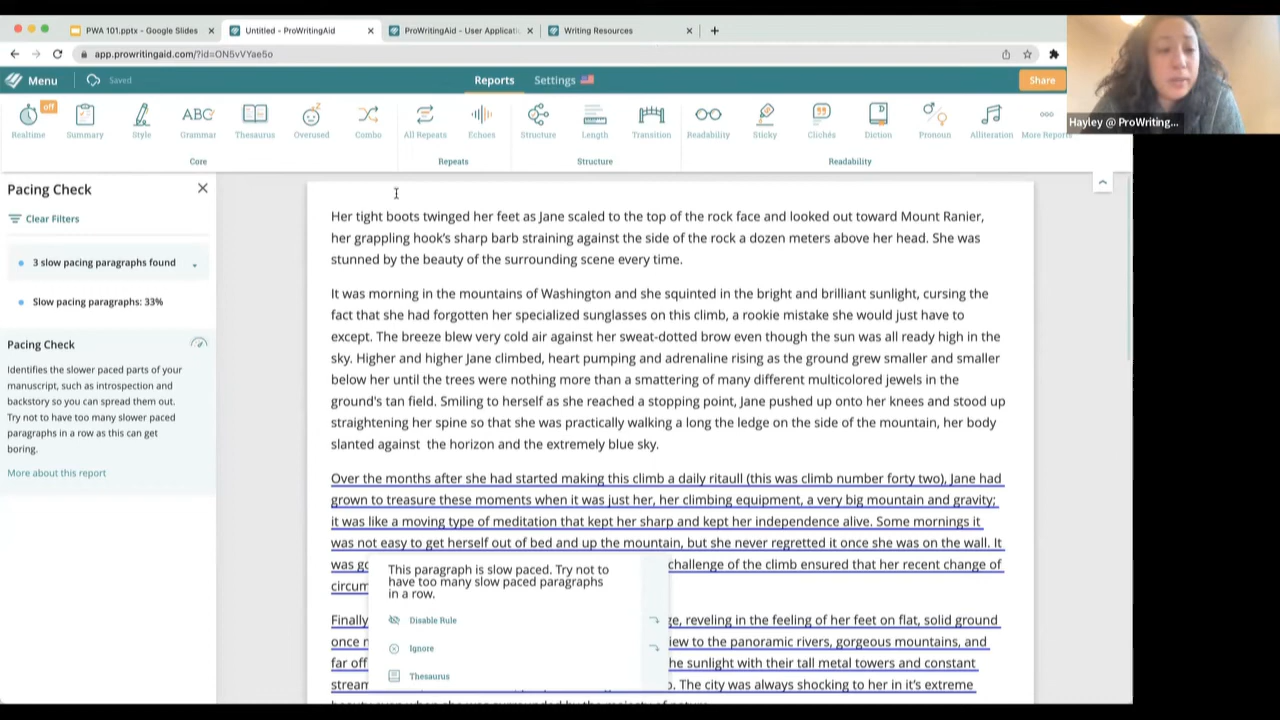 PWA 101.pptx - Google Slides
Untitled - ProWritingAid
ProWritingAid - User Applicati
Writing Resources
app.prowritingaid.com/?id=ON5vVYae5o
Menu
Saved
Reports
Settings
Share
off
Realtime
Summary
Style
ABC
Grammar
Thesaurus
Overused
Combo
All Repeats
Echoes
Structure
Length
Transition
Readability
Sticky
Clichés
Diction
Pronoun
Alliteration
More Reports
Core
Repeats
Structure
Readability
Hayley @ ProWriting...
Pacing Check
Clear Filters
3 slow pacing paragraphs found
Slow pacing paragraphs: 33%
Pacing Check
Identifies the slower paced parts of your
manuscript, such as introspection and
backstory so you can spread them out.
Try not to have too many slower paced
paragraphs in a row as this can get
boring.
More about this report
Her tight boots twinged her feet as Jane scaled to the top of the rock face and looked out toward Mount Ranier,
her grappling hook's sharp barb straining against the side of the rock a dozen meters above her head. She was
stunned by the beauty of the surrounding scene every time.
It was morning in the mountains of Washington and she squinted in the bright and brilliant sunlight, cursing the
fact that she had forgotten her specialized sunglasses on this climb, a rookie mistake she would just have to
except. The breeze blew very cold air against her sweat-dotted brow even though the sun was all ready high in the
sky. Higher and higher Jane climbed, heart pumping and adrenaline rising as the ground grew smaller and smaller
below her until the trees were nothing more than a smattering of many different multicolored jewels in the
ground's tan field. Smiling to herself as she reached a stopping point, Jane pushed up onto her knees and stood up
straightening her spine so that she was practically walking a long the ledge on the side of the mountain, her body
slanted against the horizon and the extremely blue sky.
Over the months after she had started making this climb a daily ritaull (this was climb number forty two), Jane had
grown to treasure these moments when it was just her, her climbing equipment, a very big mountain and gravity;
it was like a moving type of meditation that kept her sharp and kept her independence alive. Some mornings it
was not easy to get herself out of bed and up the mountain, but she never regretted it once she was on the wall. It
was go challenge of the climb ensured that her recent change of
circum
This paragraph is slow paced. Try not to
have too many slow paced paragraphs
in a row.
Disable Rule
Ignore
Thesaurus
Finally ge, reveling in the feeling of her feet on flat, solid ground
once r iew to the panoramic rivers, gorgeous mountains, and
far off he sunlight with their tall metal towers and constant
stream . The city was always shocking to her in it's extreme